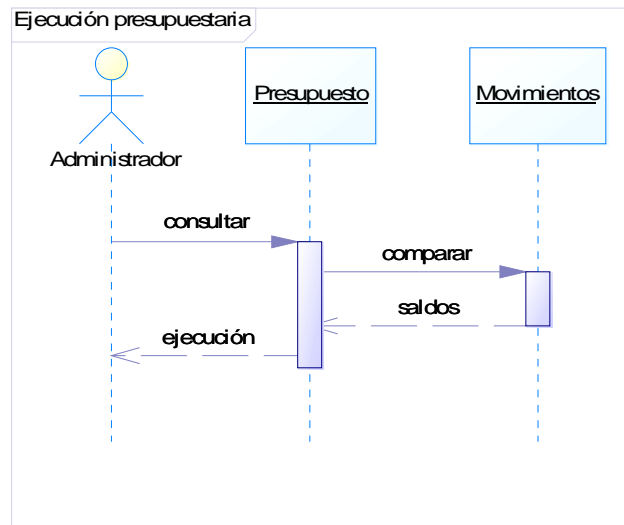 Ejecución presupuestaria
Presupuesto
Movimientos
Administrador
consultar
comparar
saldos
ejecución